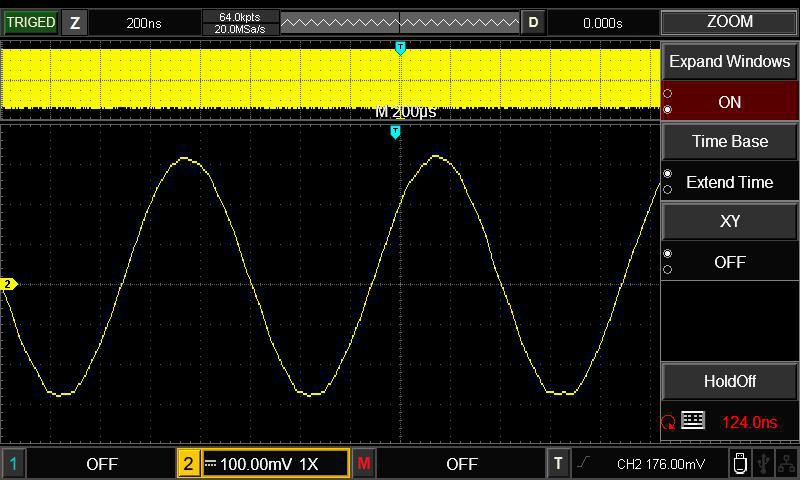 TRIGED Z 200ns 64.0kpts D 0.000s ZOOM
20.0MSa/s
T
Expand Windows
ON
M 200μs
T
Time Base
Extend Time
XY
OFF
2
HoldOff
124.0ns
1 OFF 2 100.00mV 1X M OFF T CH2 176.00mV